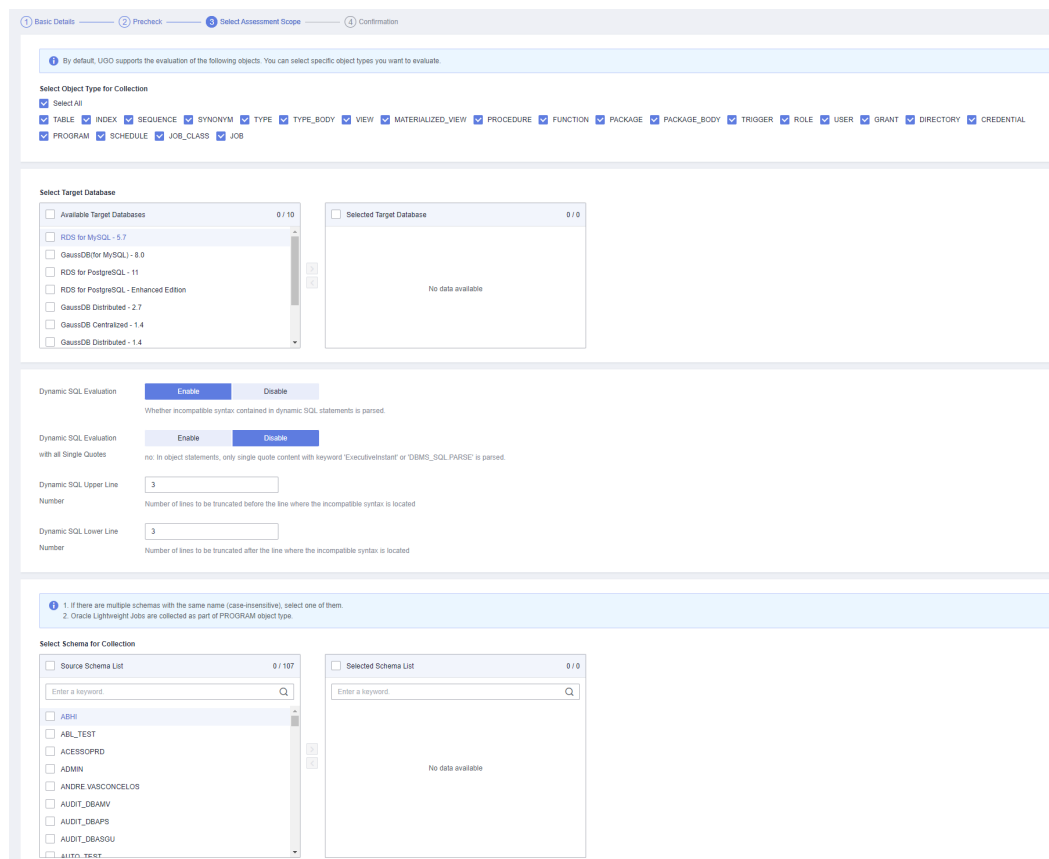 1 Basic Details 2 Precheck 3 Select Assessment Scope 4 Confirmation
By default, UGO supports the evaluation of the following objects. You can select specific object types you want to evaluate.
Select Object Type for Collection
Select All
TABLE INDEX SEQUENCE SYNONYM TYPE TYPE_BODY VIEW MATERIALIZED_VIEW PROCEDURE FUNCTION PACKAGE PACKAGE_BODY TRIGGER ROLE USER GRANT DIRECTORY CREDENTIAL
PROGRAM SCHEDULE JOB_CLASS JOB
Select Target Database
Available Target Databases 0 / 10
RDS for MySQL - 5.7
GaussDB(for MySQL) - 8.0
RDS for PostgreSQL - 11
RDS for PostgreSQL - Enhanced Edition
GaussDB Distributed - 2.7
GaussDB Centralized - 1.4
GaussDB Distributed - 1.4
Selected Target Database 0 / 0
No data available
Dynamic SQL Evaluation Enable Disable
Whether incompatible syntax contained in dynamic SQL statements is parsed.
Dynamic SQL Evaluation Enable Disable
with all Single Quotes
no: In object statements, only single quote content with keyword 'ExecutiveInstant' or 'DBMS_SQL.PARSE' is parsed.
Dynamic SQL Upper Line 3
Number
Number of lines to be truncated before the line where the incompatible syntax is located
Dynamic SQL Lower Line 3
Number
Number of lines to be truncated after the line where the incompatible syntax is located
1. If there are multiple schemas with the same name (case-insensitive), select one of them.
2. Oracle Lightweight Jobs are collected as part of PROGRAM object type.
Select Schema for Collection
Source Schema List 0 / 107
Enter a keyword.
ABHI
ABL_TEST
ACESSOPRD
ADMIN
ANDRE.VASCONCELOS
AUDIT_DBAMV
AUDIT_DBAPS
AUDIT_DBASGU
AUTO_TEST
Selected Schema List 0 / 0
Enter a keyword.
No data available